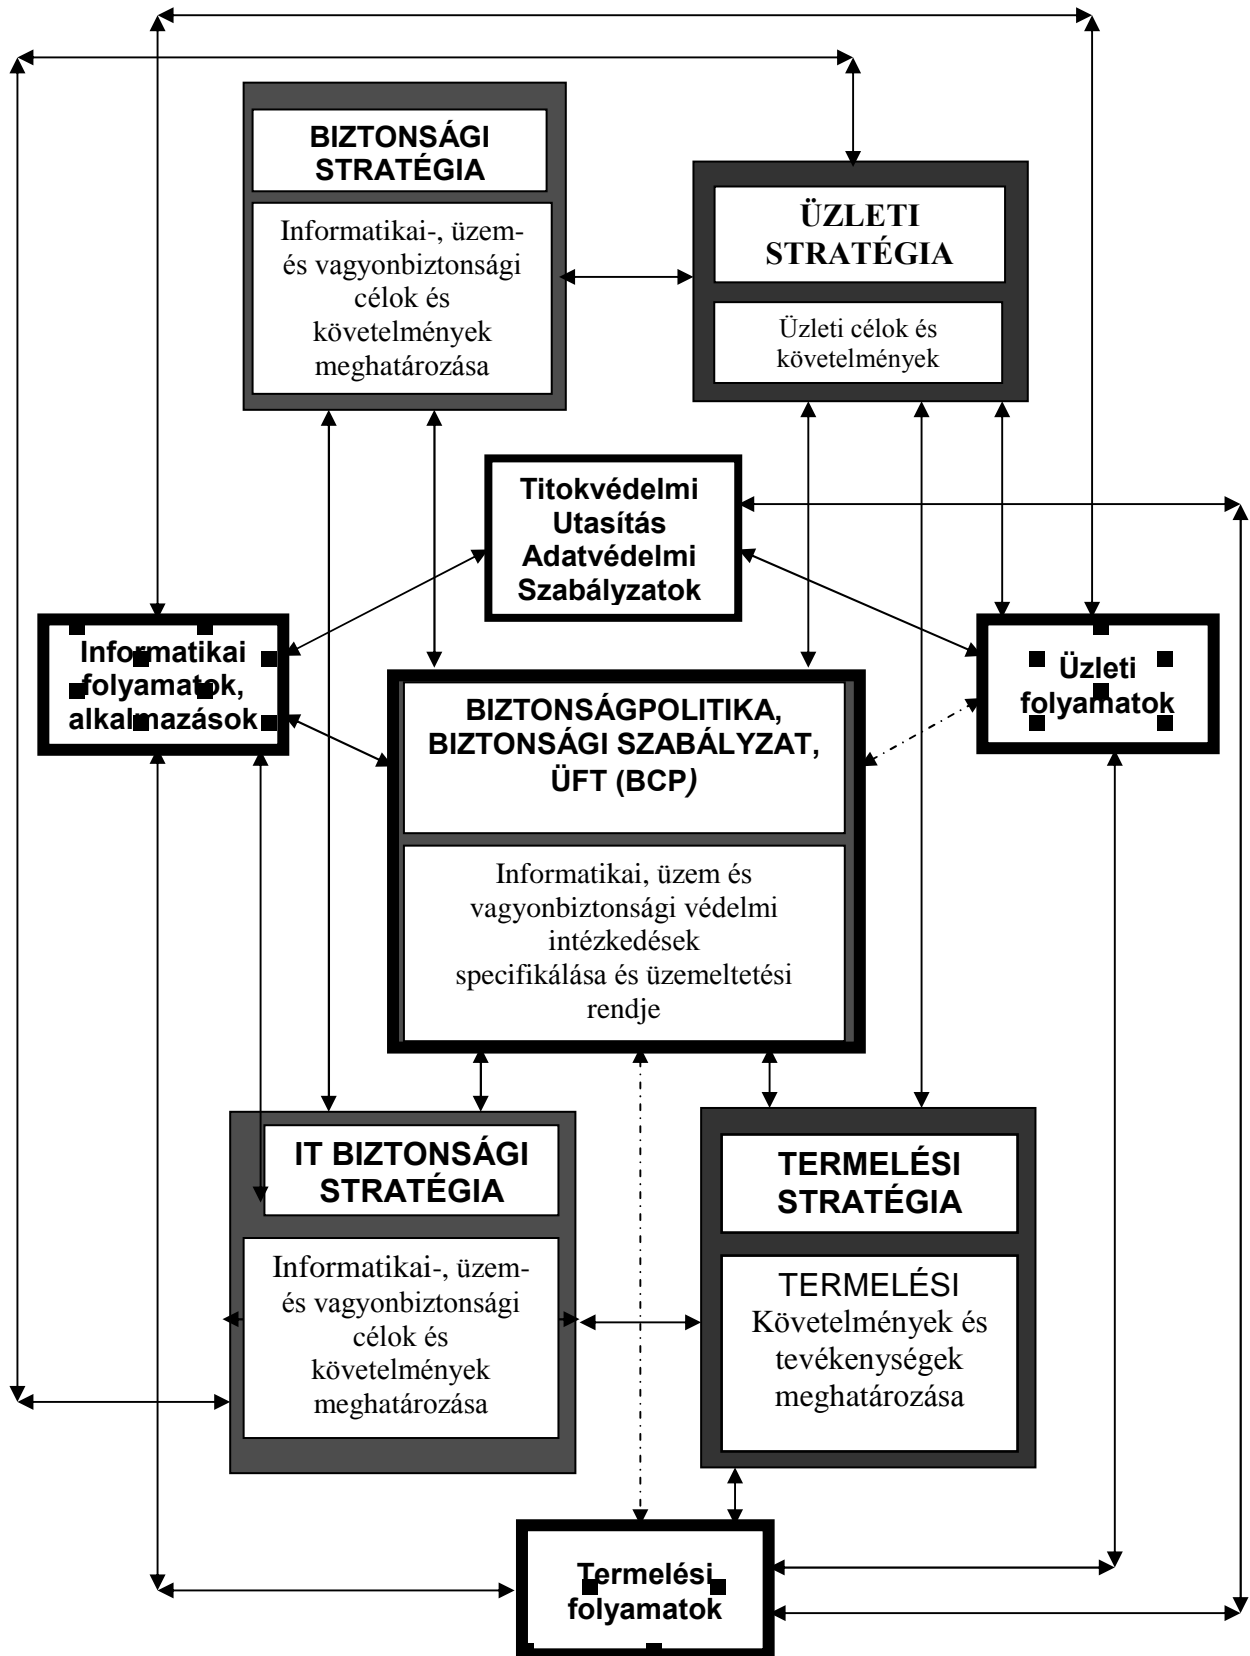 BIZTONSÁGI
STRATÉGIA
Informatikai-, üzem-
és vagyonbiztonsági
célok és
követelmények
meghatározása
ÜZLETI
STRATÉGIA
Üzleti célok és
követelmények
Titokvédelmi
Utasítás
Adatvédelmi
Szabályzatok
Informatikai
folyamatok,
alkalmazások
Üzleti
folyamatok
BIZTONSÁGPOLITIKA,
BIZTONSÁGI SZABÁLYZAT,
ÜFT (BCP)
Informatikai, üzem és
vagyonbiztonsági védelmi
intézkedések
specifikálása és üzemeltetési
rendje
IT BIZTONSÁGI
STRATÉGIA
Informatikai-, üzem-
és vagyonbiztonsági
célok és
követelmények
meghatározása
TERMELÉSI
STRATÉGIA
TERMELÉSI
Követelmények és
tevékenységek
meghatározása
Termelési
folyamatok